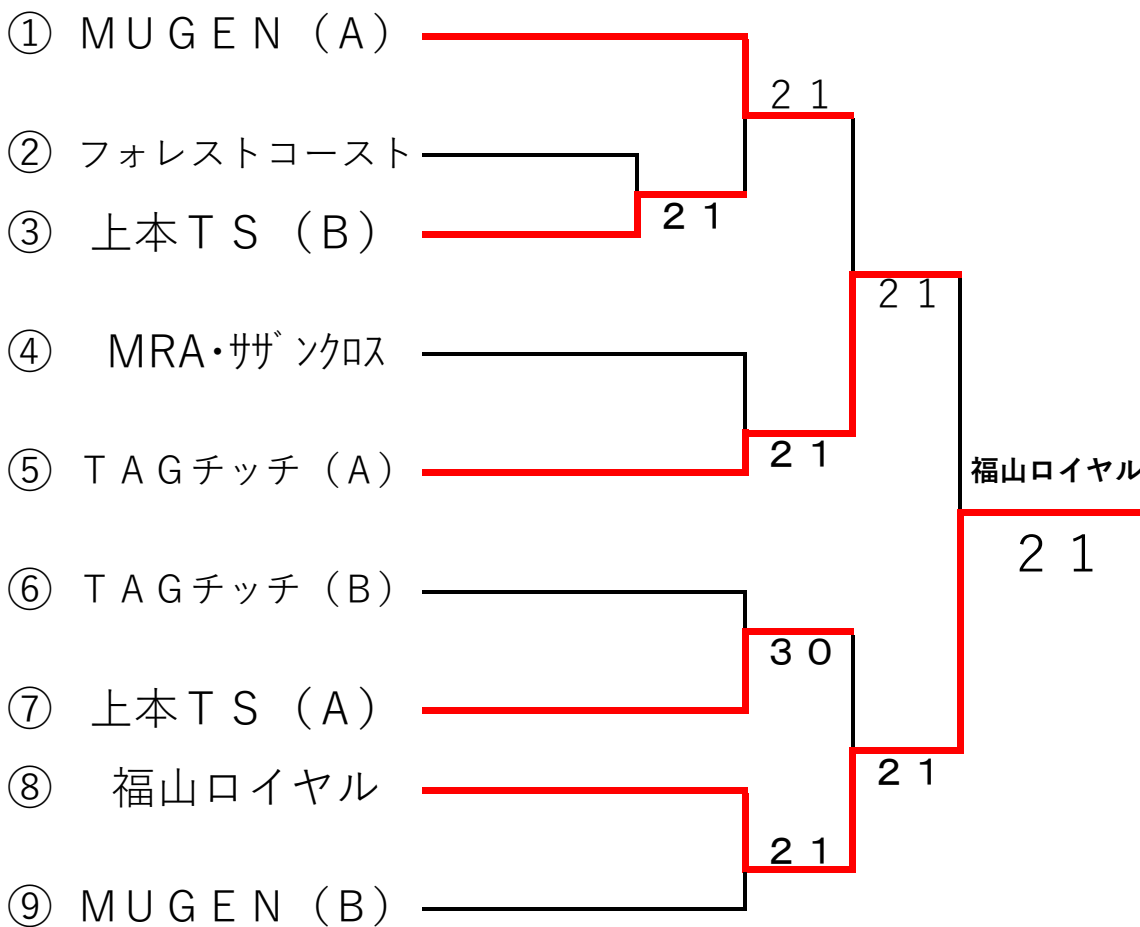 ① ＭＵＧＥＮ（Ａ）
２１
② フォレストコースト
２１
③ 上本ＴＳ（Ｂ）
２１
④ MRA・ｻｻﾞﾝｸﾛｽ
２１
⑤ ＴＡＧチッチ（Ａ）
福山ロイヤル
２１
⑥ ＴＡＧチッチ（Ｂ）
３０
⑦ 上本ＴＳ（Ａ）
２１
⑧ 福山ロイヤル
２１
⑨ ＭＵＧＥＮ（Ｂ）